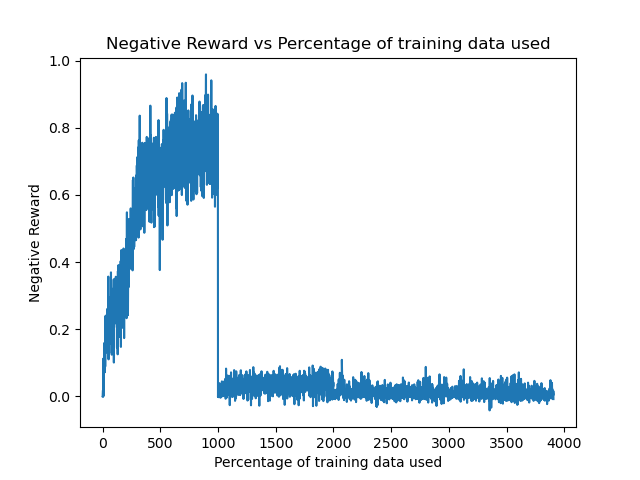 Negative Reward vs Percentage of training data used
1.0
0.8
0.6
0.4
0.2
0.0
Negative Reward
0 500 1000 1500 2000 2500 3000 3500 4000
Percentage of training data used